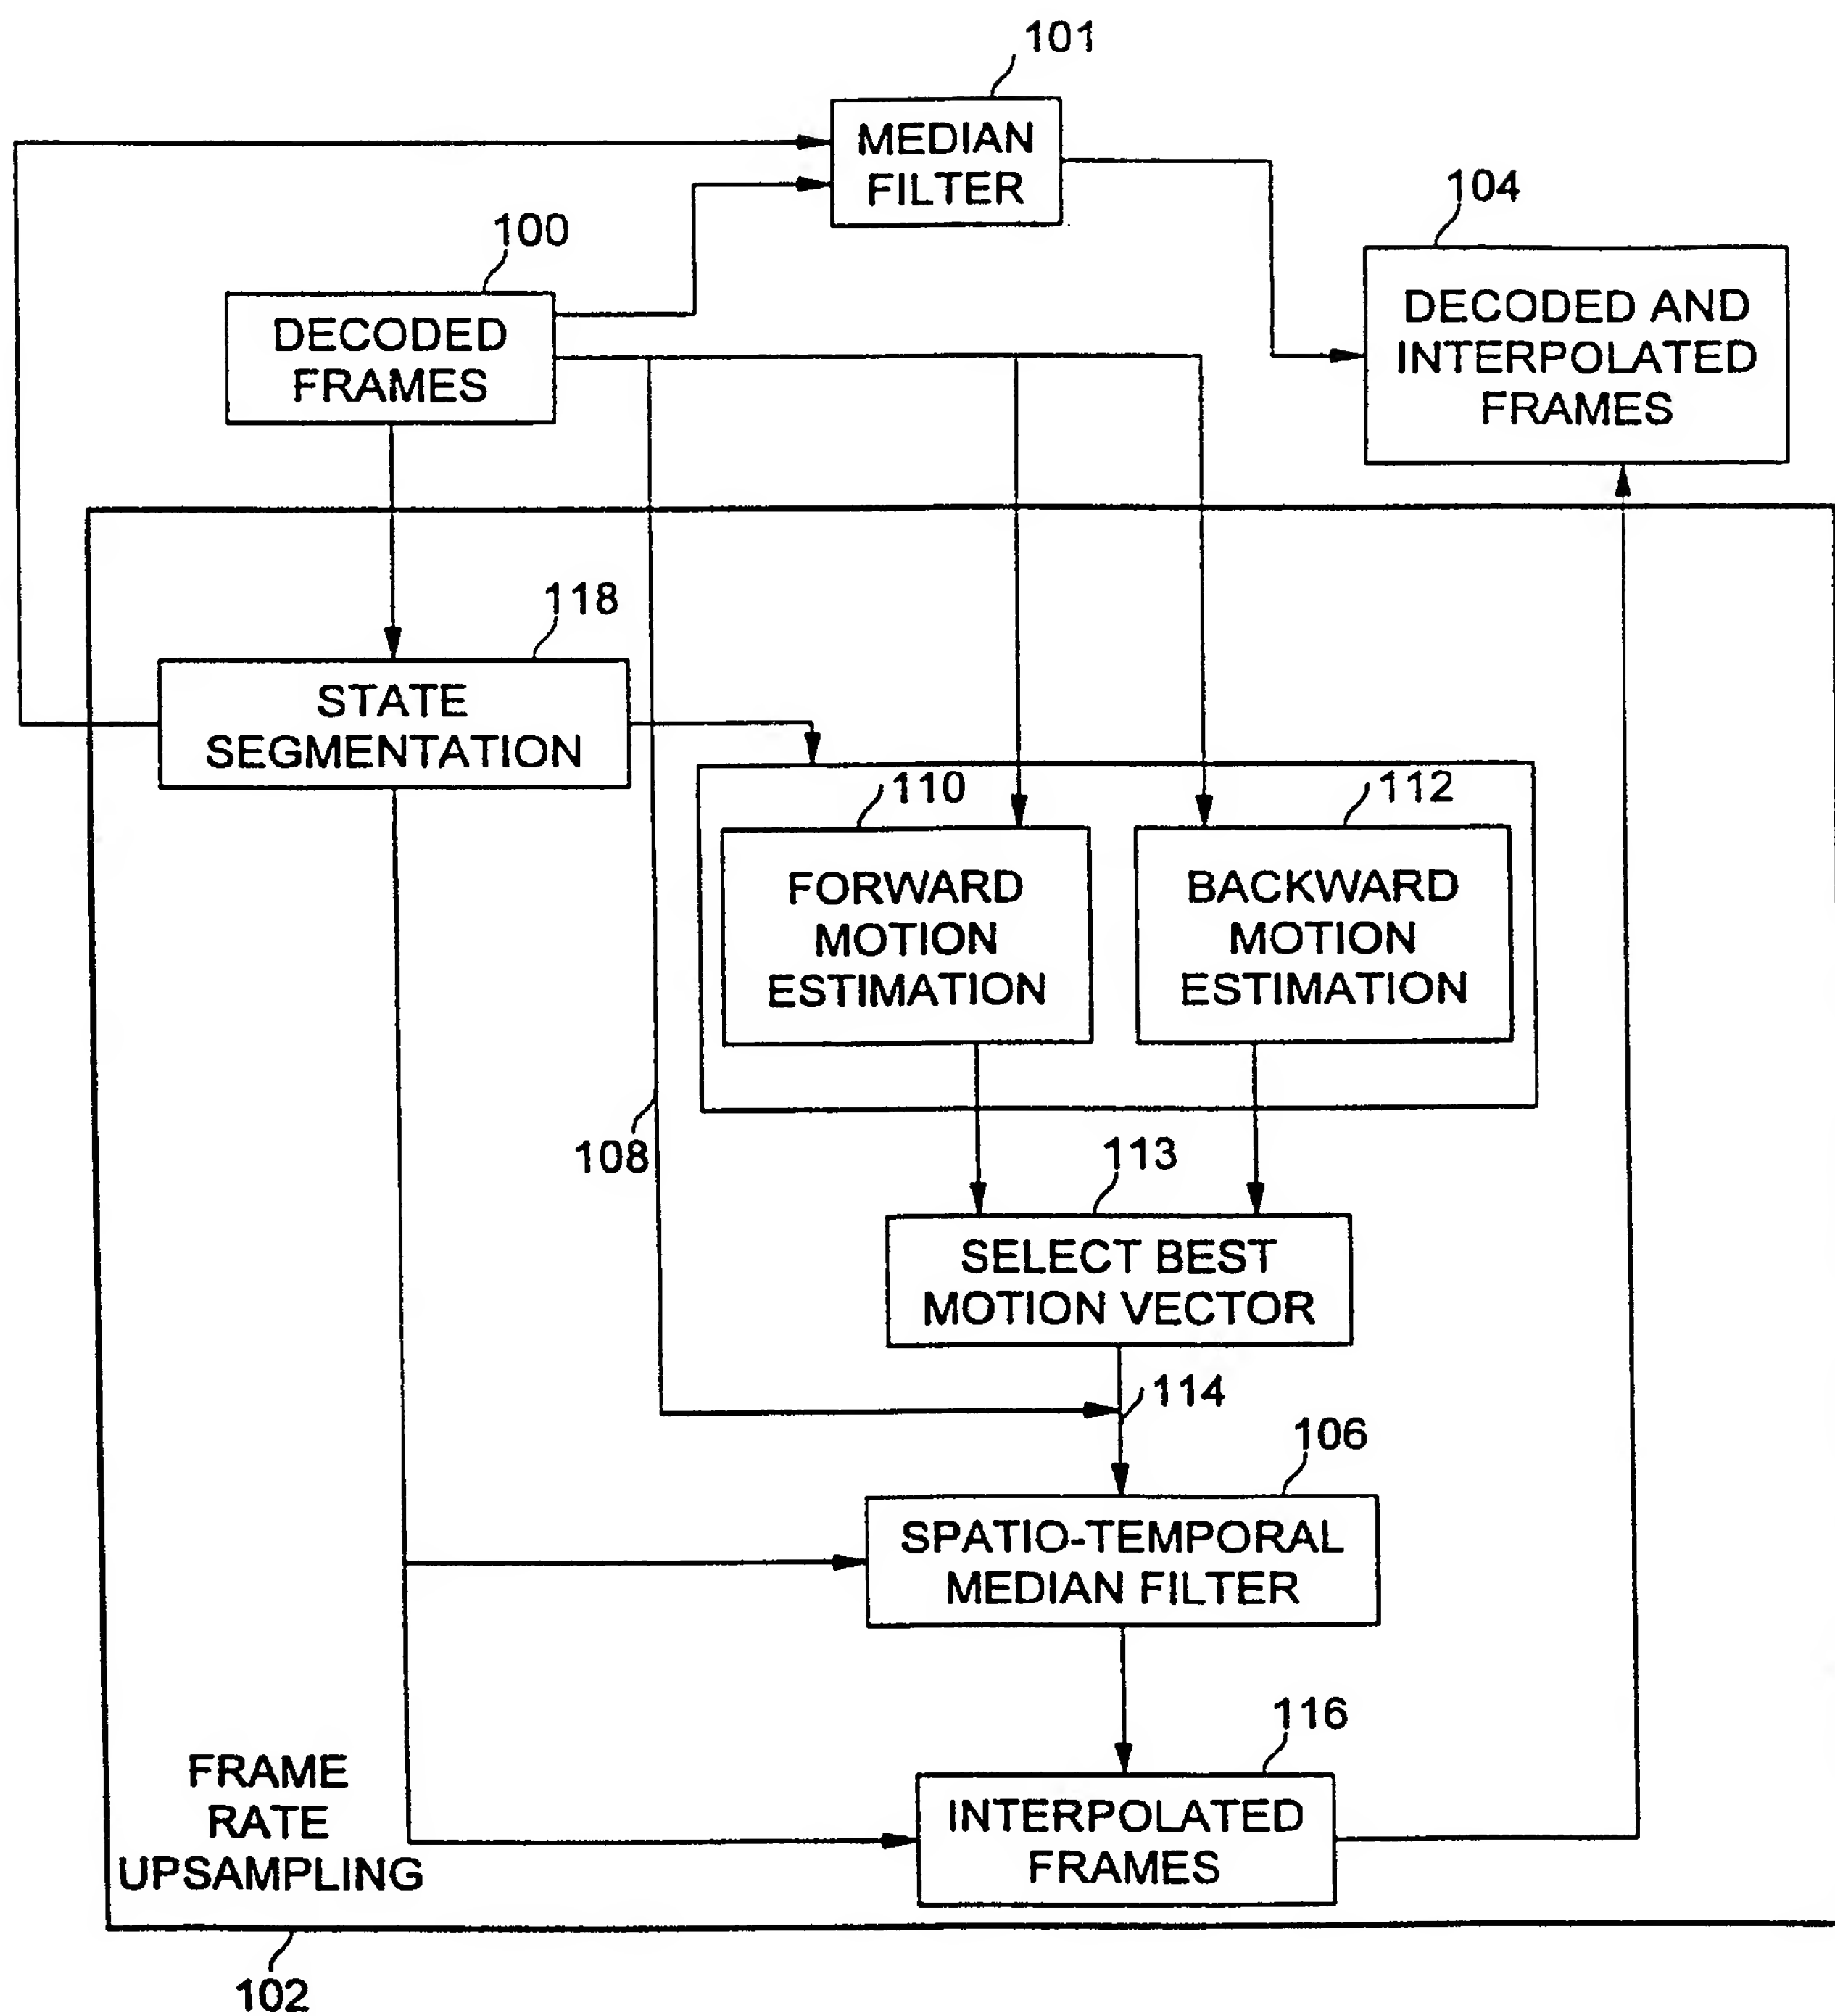 101
MEDIAN
FILTER
104
100
DECODED
FRAMES
DECODED AND
INTERPOLATED
FRAMES
118
STATE
SEGMENTATION
110
112
FORWARD
MOTION
ESTIMATION
BACKWARD
MOTION
ESTIMATION
108
113
SELECT BEST
MOTION VECTOR
114
106
SPATIO-TEMPORAL
MEDIAN FILTER
116
FRAME
RATE
UPSAMPLING
INTERPOLATED
FRAMES
102